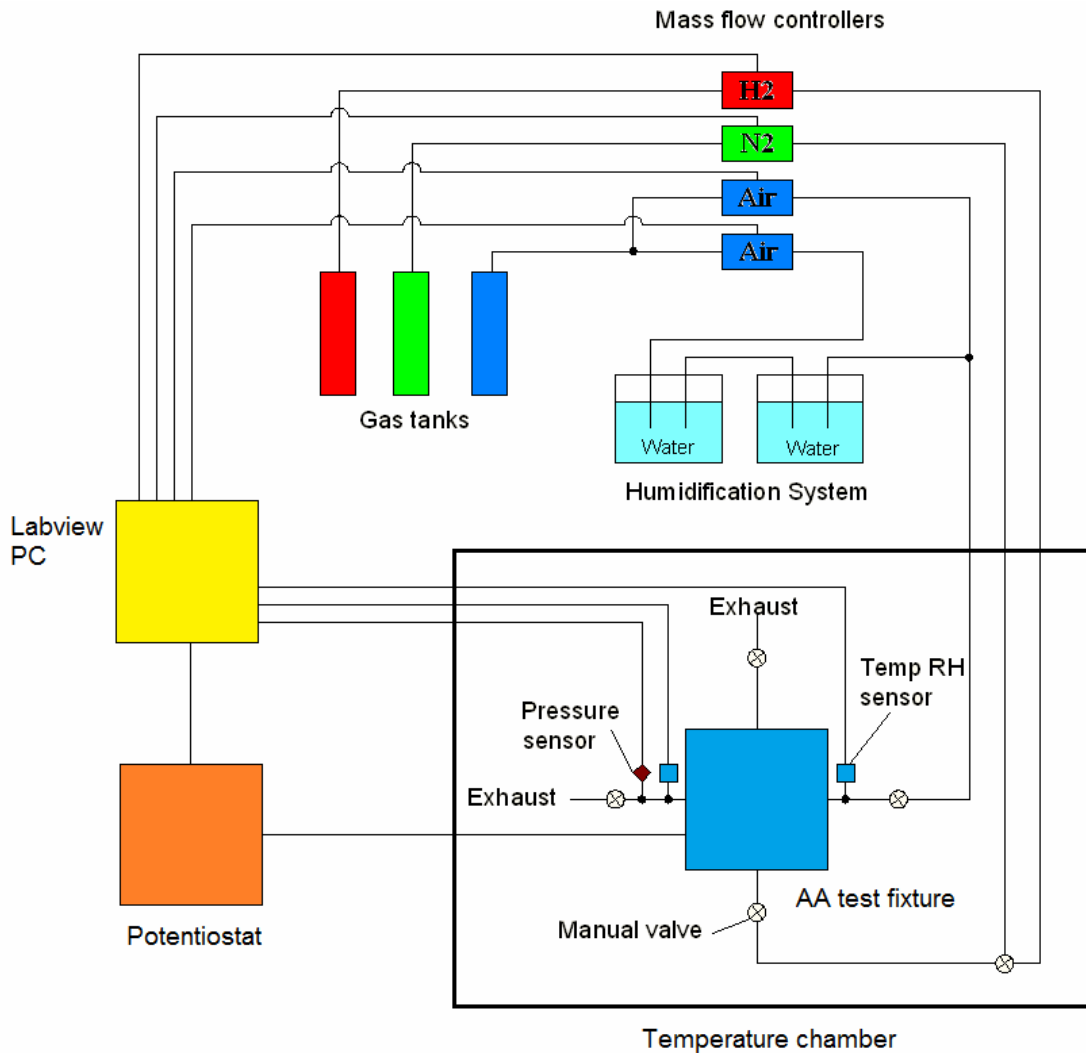 Mass flow controllers
H2
N2
Air
Air
Gas tanks
Water
Water
Humidification System
Labview
PC
Exhaust
Temp RH
sensor
Pressure
sensor
Exhaust
AA test fixture
Manual valve
Potentiostat
Temperature chamber